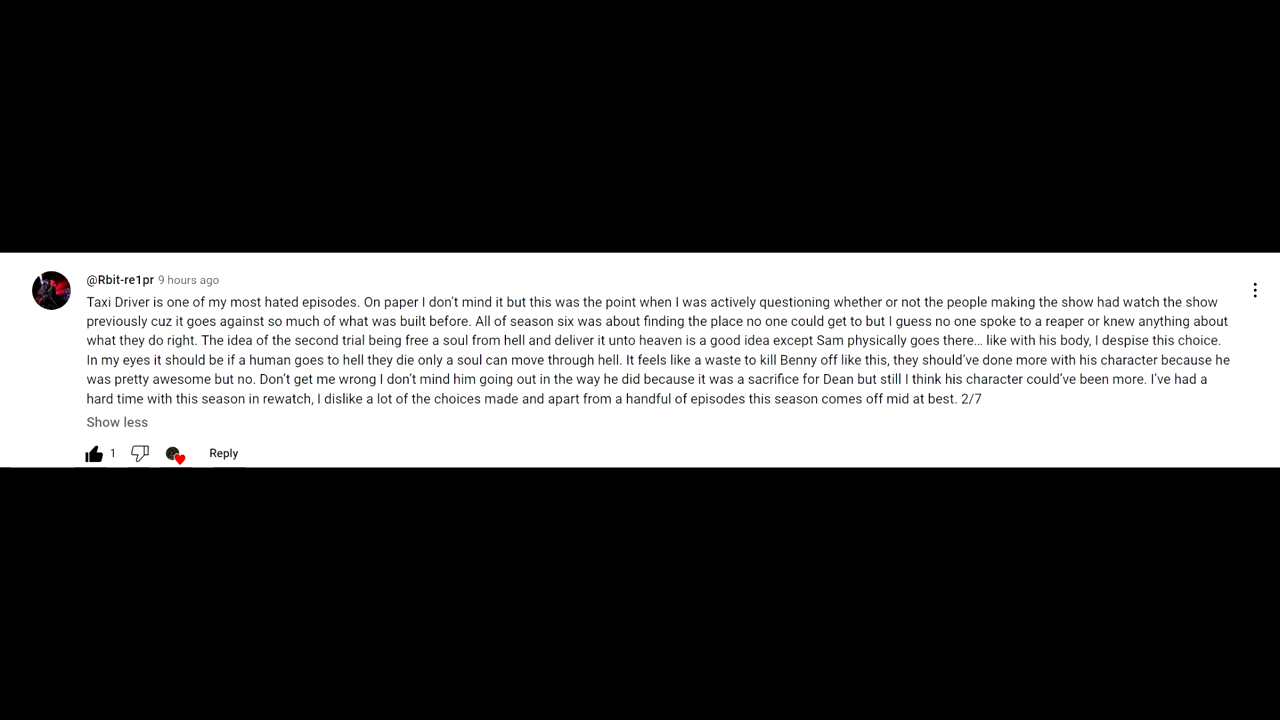 @Rbit-re1pr 9 hours ago
Taxi Driver is one of my most hated episodes. On paper I don’t mind it but this was the point when I was actively questioning whether or not the people making the show had watch the show
previously cuz it goes against so much of what was built before. All of season six was about finding the place no one could get to but I guess no one spoke to a reaper or knew anything about
what they do right. The idea of the second trial being free a soul from hell and deliver it unto heaven is a good idea except Sam physically goes there… like with his body, I despise this choice.
In my eyes it should be if a human goes to hell they die only a soul can move through hell. It feels like a waste to kill Benny off like this, they should’ve done more with his character because he
was pretty awesome but no. Don’t get me wrong I don’t mind him going out in the way he did because it was a sacrifice for Dean but still I think his character could’ve been more. I’ve had a
hard time with this season in rewatch, I dislike a lot of the choices made and apart from a handful of episodes this season comes off mid at best. 2/7
Show less
1 Reply